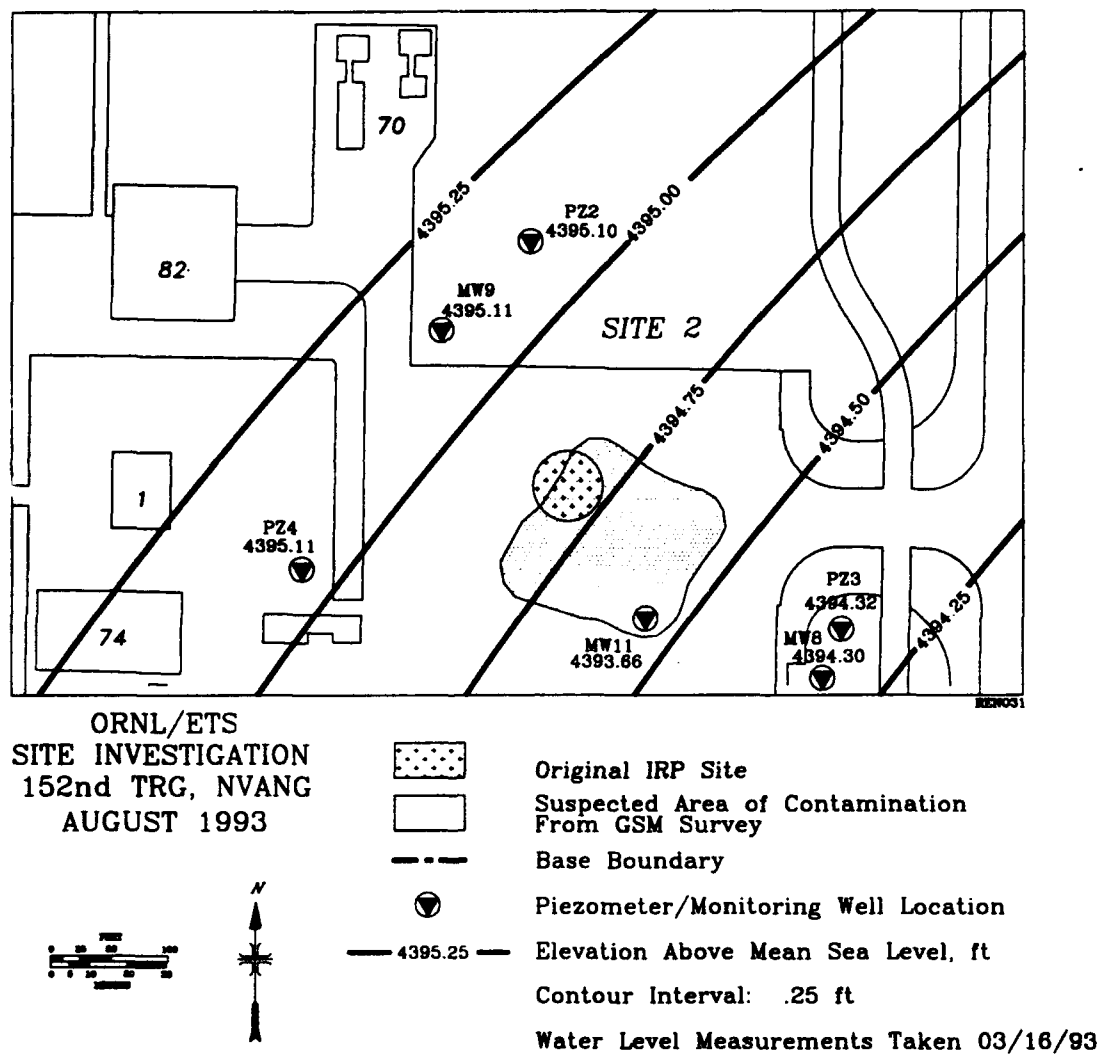 70
4395.25
PZ2
4395.10
4395.00
82
MW9
4395.11
SITE 2
4394.75
4394.50
1
PZ4
4395.11
74
PZ3
4394.32
MW8
4394.30
4394.25
MW11
4393.66
REN031
ORNL/ETS
SITE INVESTIGATION
152nd TRG, NVANG
AUGUST 1993
Original IRP Site
Suspected Area of Contamination
From GSM Survey
Base Boundary
N
Piezometer/Monitoring Well Location
FEET
4395.25
Elevation Above Mean Sea Level, ft
Contour Interval: .25 ft
Water Level Measurements Taken 03/16/93